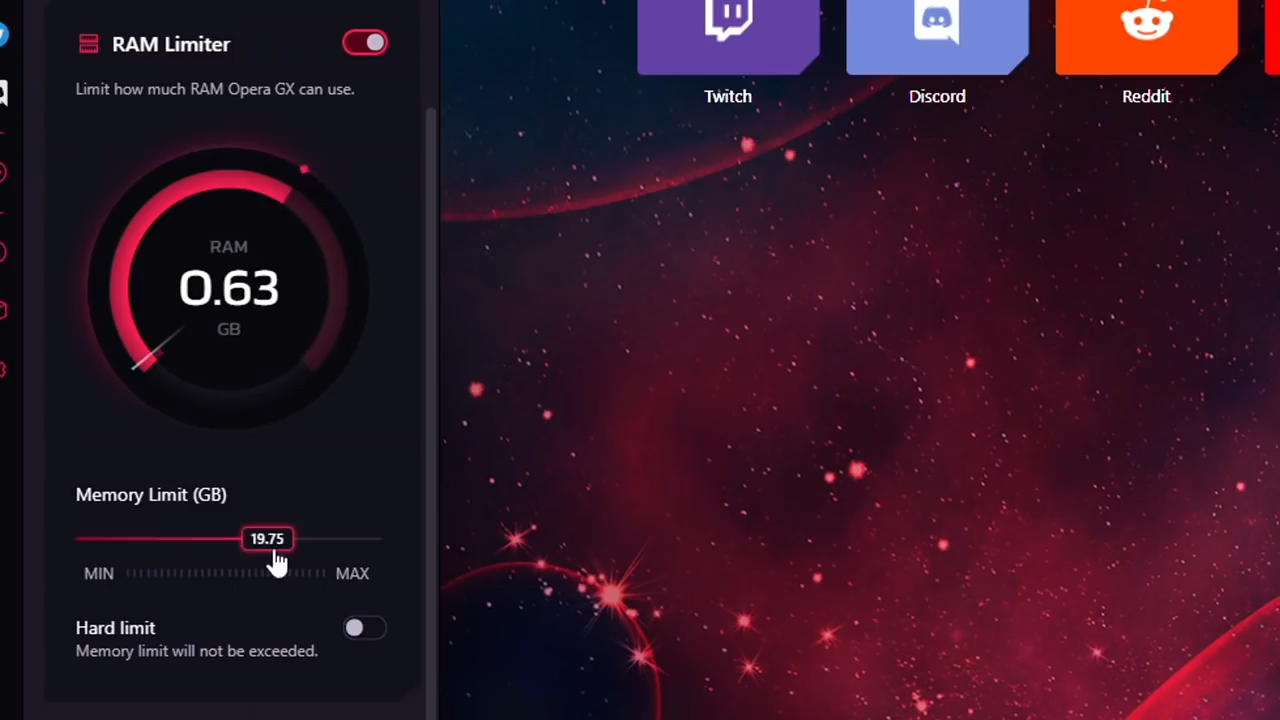 RAM Limiter
Limit how much RAM Opera GX can use.
RAM
0.63
GB
Memory Limit (GB)
19.75
MIN
MAX
Hard limit
Memory limit will not be exceeded.
Twitch
Discord
Reddit